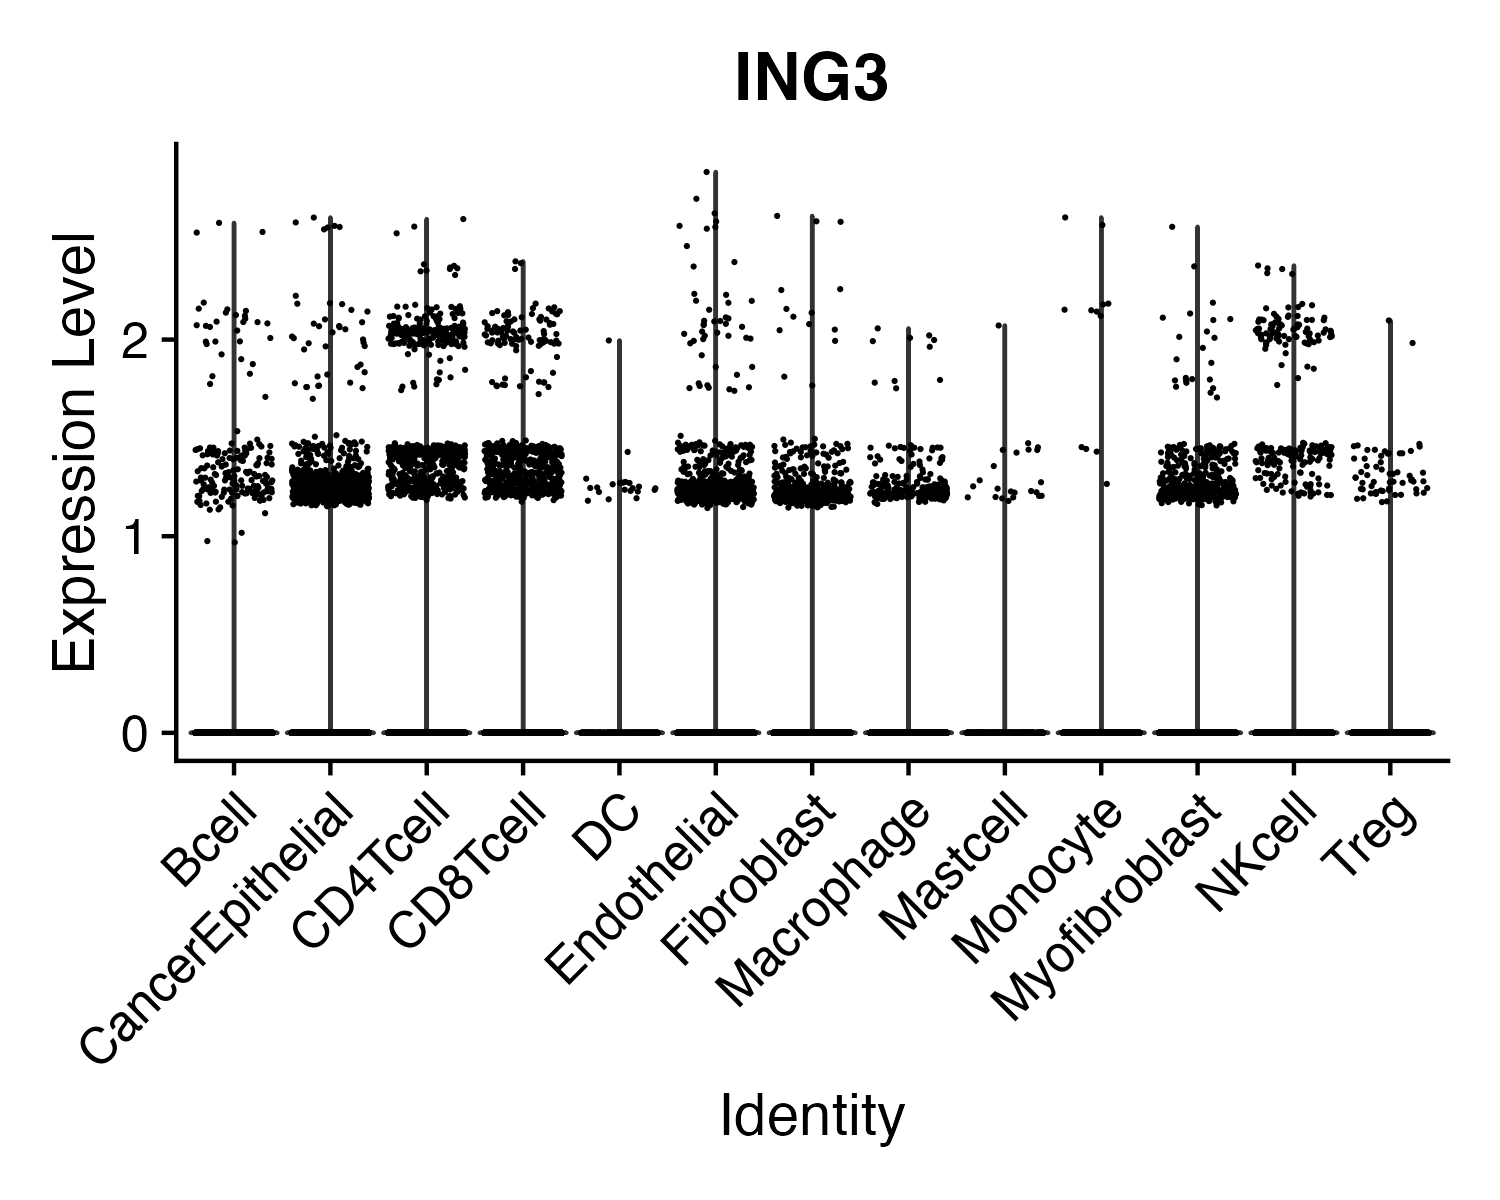 ING3
Expression Level
2
1
0
Bcell
CancerEpithelial
CD4Tcell
CD8Tcell
DC
Endothelial
Fibroblast
Macrophage
Mastcell
Monocyte
Myofibroblast
NKcell
Treg
Identity